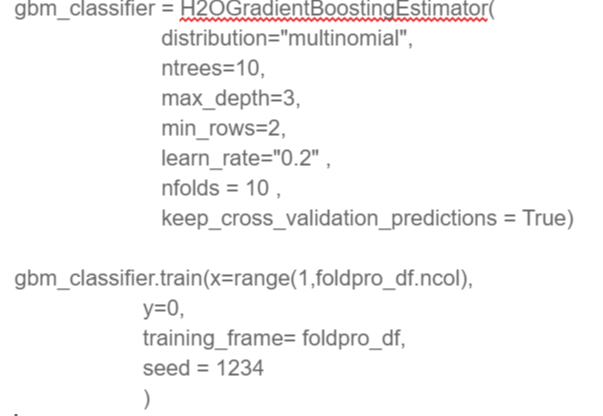 gbm_classifier = H2OGradientBoostingEstimator(
distribution="multinomial",
ntrees=10,
max_depth=3,
min_rows=2,
learn_rate="0.2" ,
nfolds = 10 ,
keep_cross_validation_predictions = True)
gbm_classifier.train(x=range(1,foldpro_df.ncol),
y=0,
training_frame= foldpro_df,
seed = 1234
)